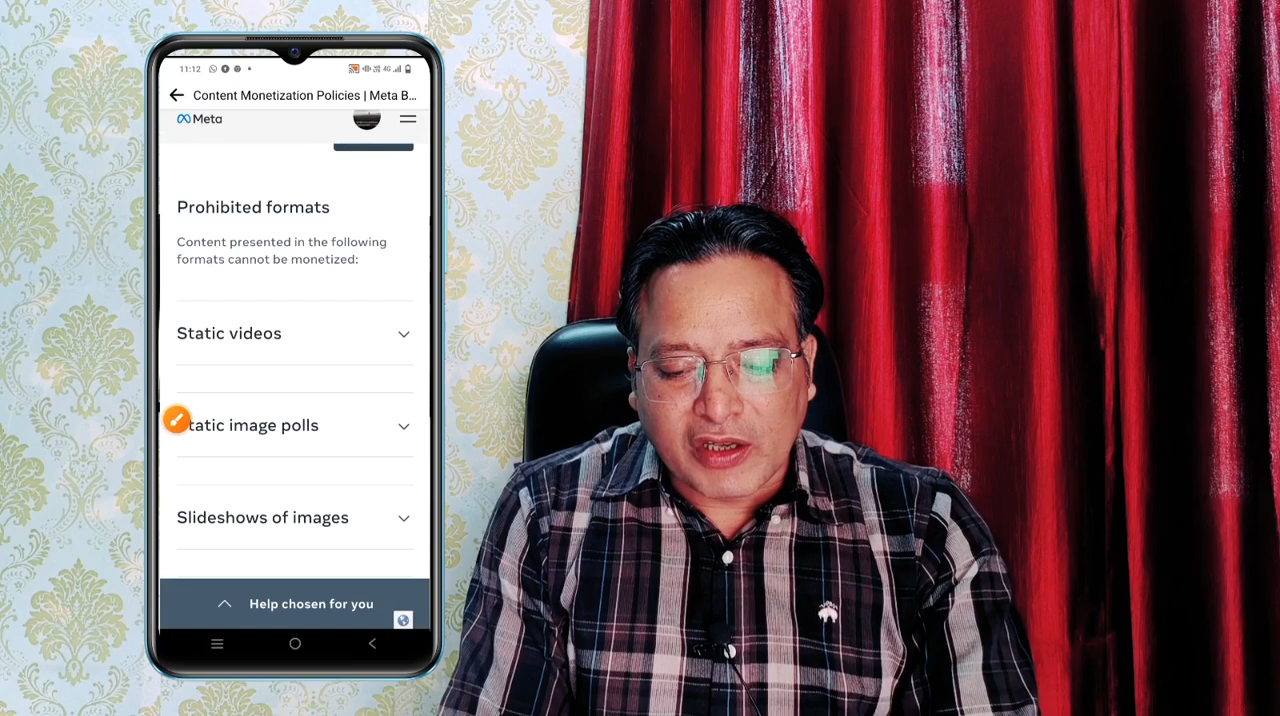 11:12
4G
Content Monetization Policies | Meta B...
Meta
Prohibited formats
Content presented in the following
formats cannot be monetized:
Static videos
tatic image polls
Slideshows of images
Help chosen for you